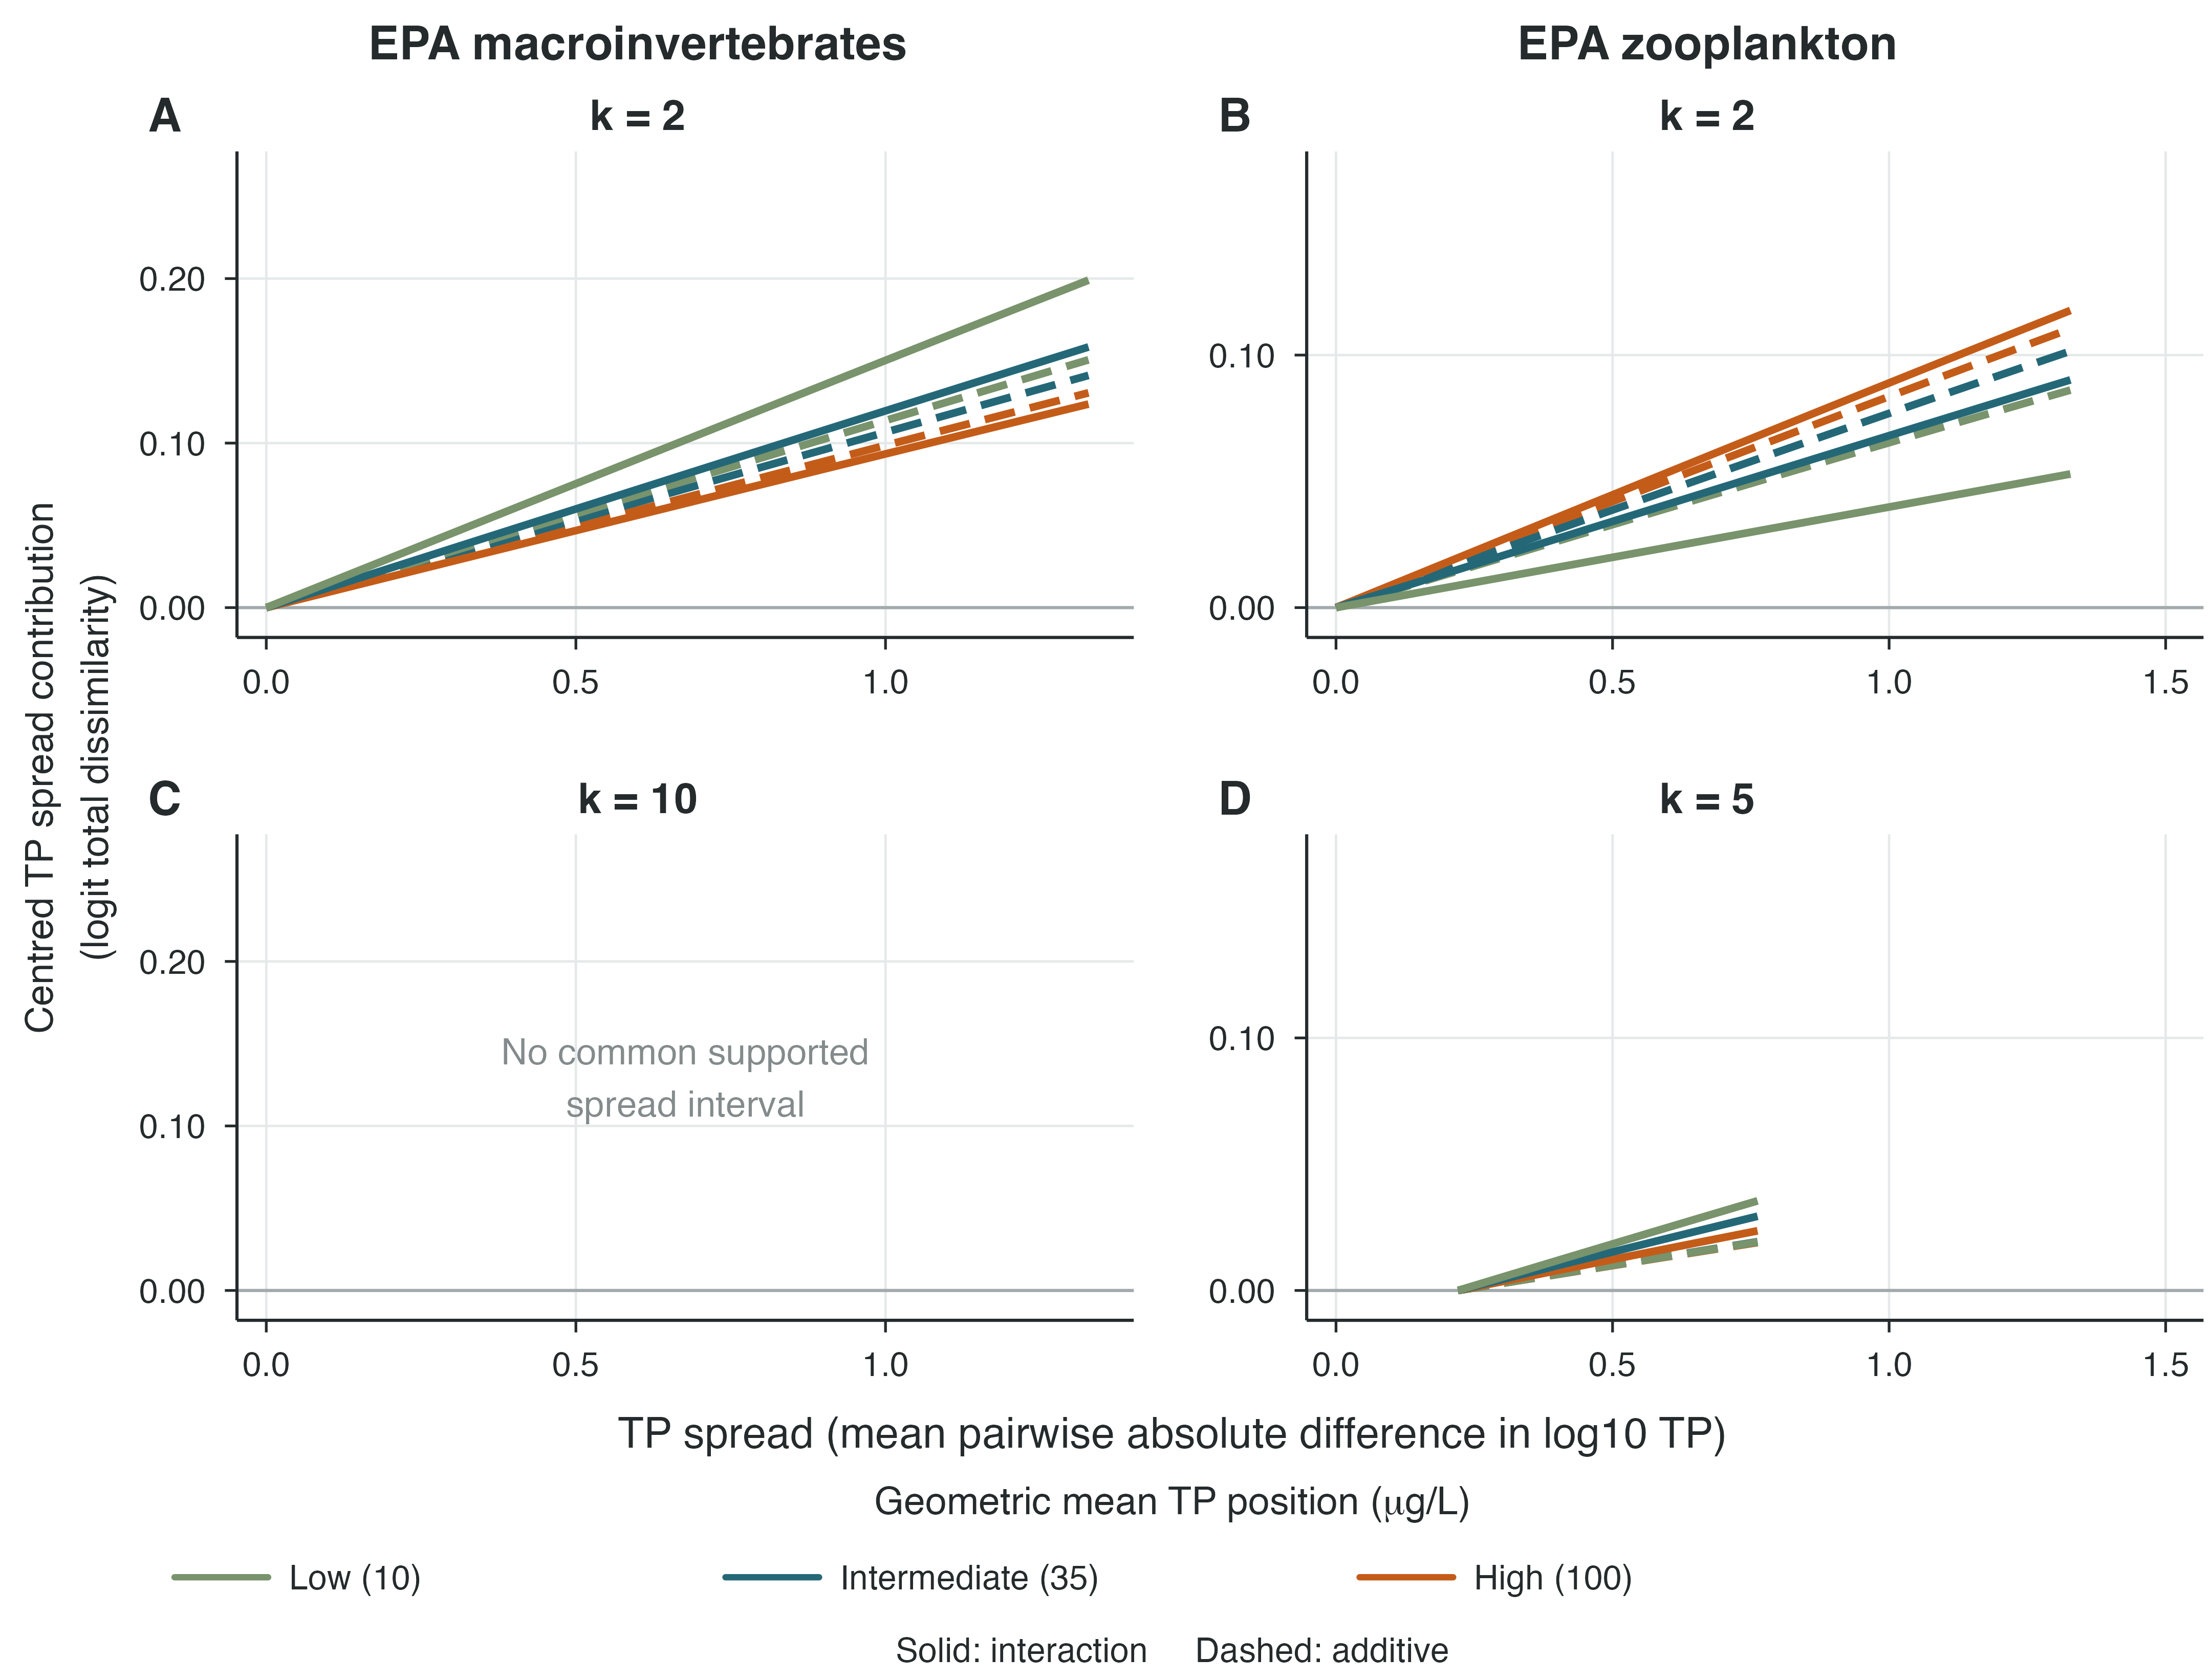 EPA macroinvertebrates
EPA zooplankton
A
k = 2
B
k = 2
0.20
0.10
0.00
0.0
0.5
1.0
0.10
0.00
0.0
0.5
1.0
1.5
Centred TP spread contribution
(logit total dissimilarity)
C
k = 10
D
k = 5
0.20
0.10
0.00
No common supported
spread interval
0.0
0.5
1.0
0.10
0.00
0.0
0.5
1.0
1.5
TP spread (mean pairwise absolute difference in log10 TP)
Geometric mean TP position (μg/L)
Low (10)
Intermediate (35)
High (100)
Solid: interaction Dashed: additive